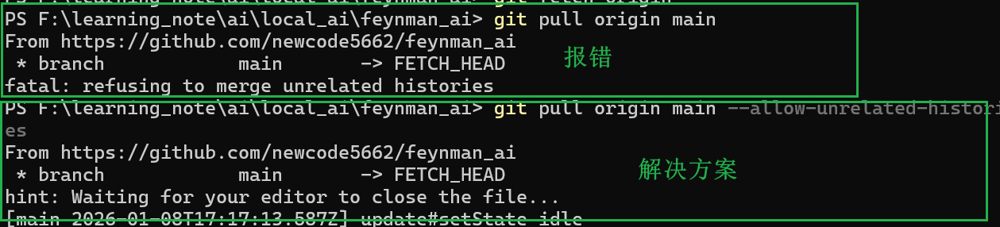 PS F:\learning_note\ai\local_ai\feynman_ai> git fetch origin
PS F:\learning_note\ai\local_ai\feynman_ai> git pull origin main
From https://github.com/newcode5662/feynman_ai
 * branch            main       -> FETCH_HEAD
报错
fatal: refusing to merge unrelated histories
PS F:\learning_note\ai\local_ai\feynman_ai> git pull origin main --allow-unrelated-histori
es
From https://github.com/newcode5662/feynman_ai
 * branch            main       -> FETCH_HEAD
解决方案
hint: Waiting for your editor to close the file...
[main 2026-01-08T17:17:13.587Z] update#setState idle